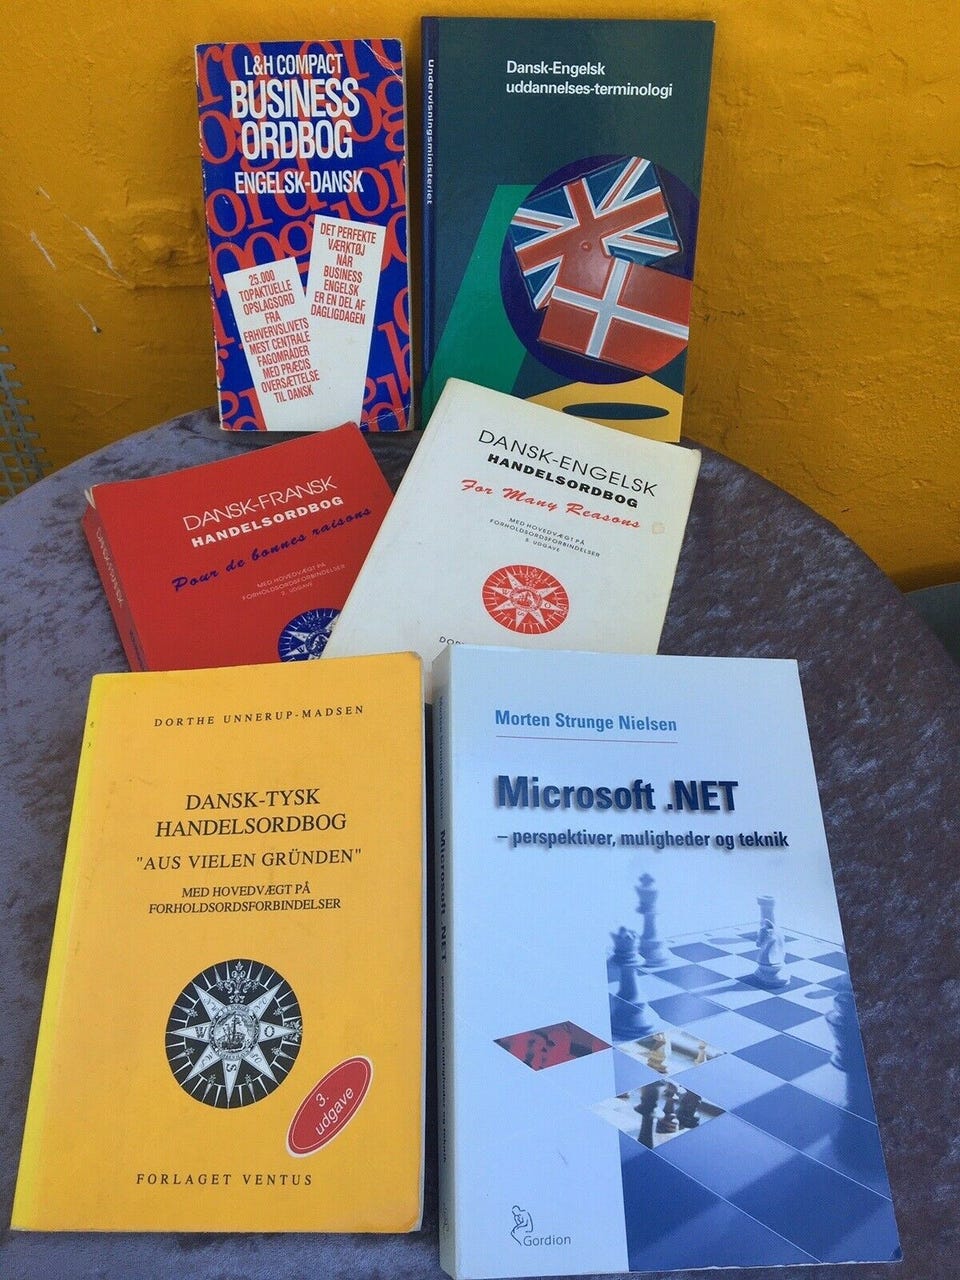 L&H COMPACT
BUSINESS
ORDBOG
ENGELSK-DANSK
DET PERFEKTE
VÆRKTØJ
NÅR
BUSINESS
ENGELSK
ER EN DEL AF
DAGLIGDAGEN
25.000
TOPAKTUELLE
OPSLAGSORD
FRA
ERHVERVSLIVETS
MEST CENTRALE
FAGOMRÅDER
MED PRÆCIS
OVERSÆTTELSE
TIL DANSK
Undervisningsministeriet
Dansk-Engelsk
uddannelses-terminologi
DANSK-FRANSK
HANDELSORDBOG
Pour de bonnes raisons
MED HOVEDVÆGT PÅ
FORHOLDSORDSFORBINDELSER
2. UDGAVE
DANSK-ENGELSK
HANDELSORDBOG
For Many Reasons
MED HOVEDVÆGT PÅ
FORHOLDSORDSFORBINDELSER
5. UDGAVE
DORTHE UNNERUP-MADSEN
DANSK-TYSK
HANDELSORDBOG
"AUS VIELEN GRÜNDEN"
MED HOVEDVÆGT PÅ
FORHOLDSORDSFORBINDELSER
W O
S
3.
udgave
FORLAGET VENTUS
Morten Strunge Nielsen
Microsoft .NET
– perspektiver, muligheder og teknik
Microsoft .NET
Gordion